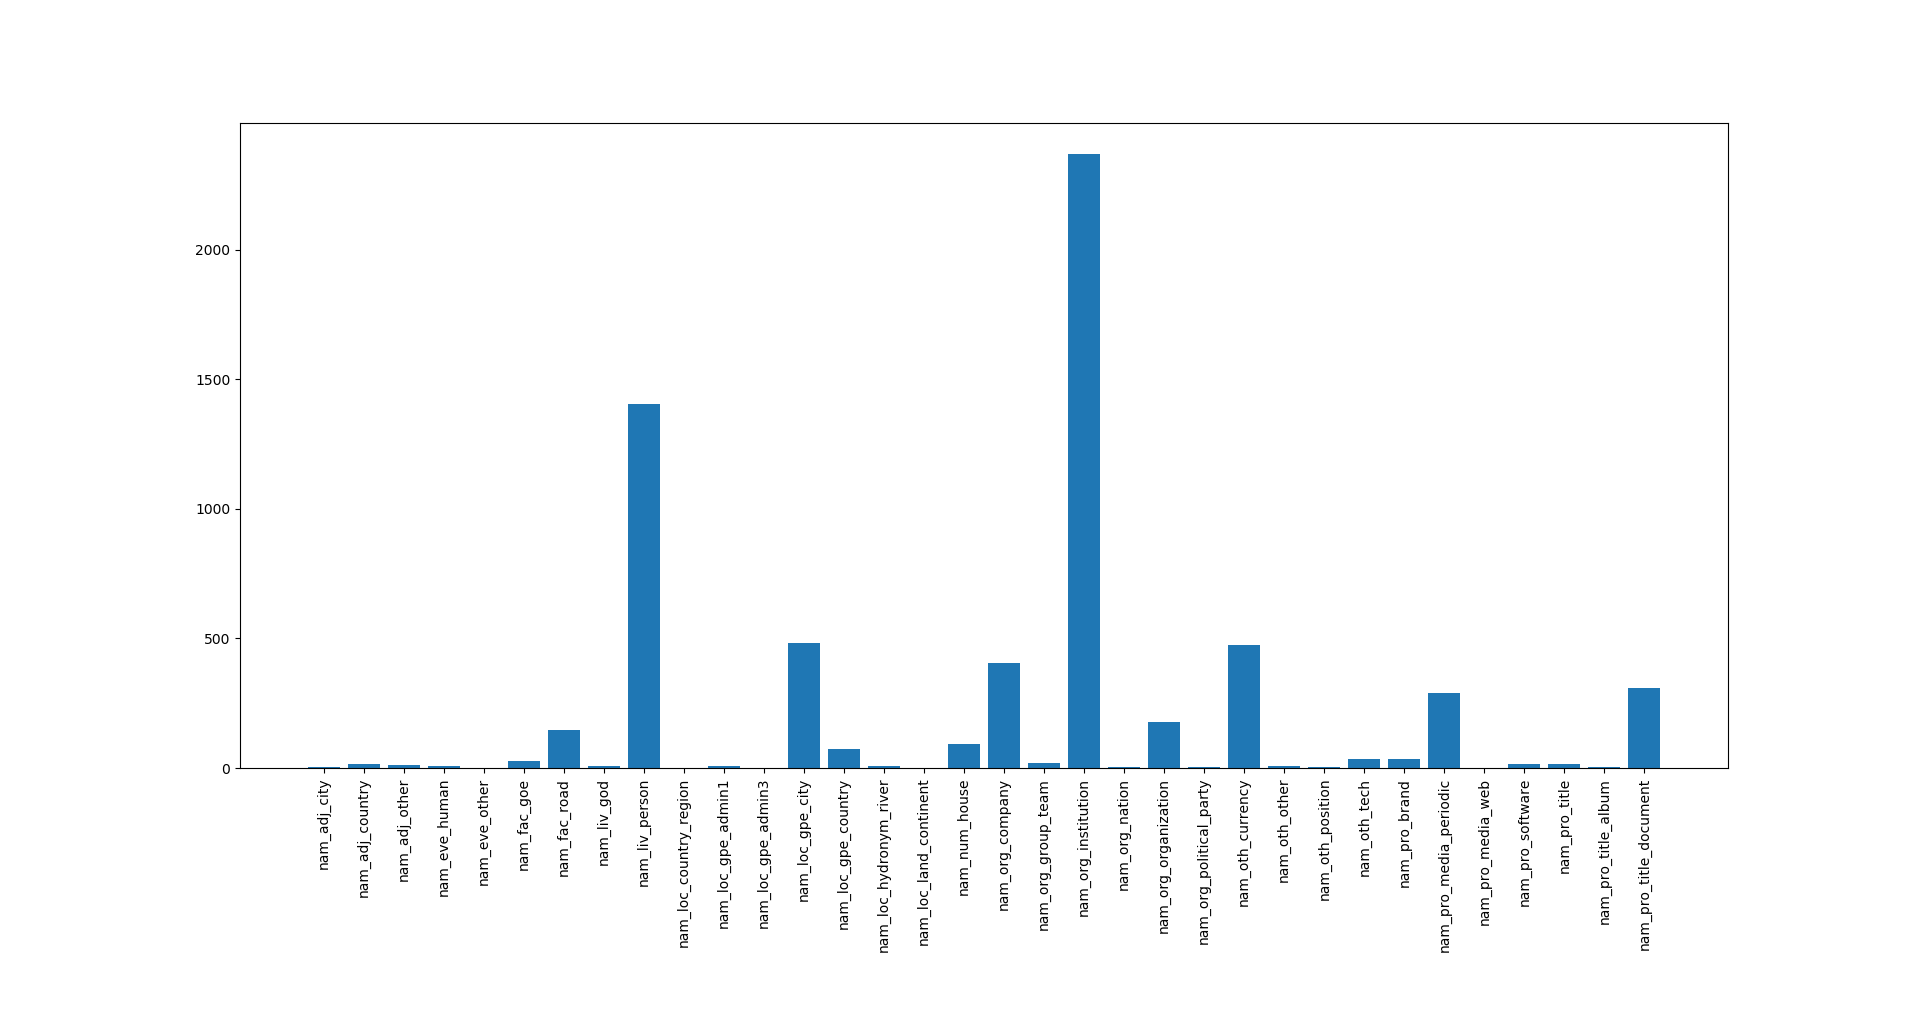 2000
1500
1000
500
0
nam_adj_city
nam_adj_country
nam_adj_other
nam_eve_human
nam_eve_other
nam_fac_goe
nam_fac_road
nam_liv_god
nam_liv_person
nam_loc_country_region
nam_loc_gpe_admin1
nam_loc_gpe_admin3
nam_loc_gpe_city
nam_loc_gpe_country
nam_loc_hydronym_river
nam_loc_land_continent
nam_num_house
nam_org_company
nam_org_group_team
nam_org_institution
nam_org_nation
nam_org_organization
nam_org_political_party
nam_oth_currency
nam_oth_other
nam_oth_position
nam_oth_tech
nam_pro_brand
nam_pro_media_periodic
nam_pro_media_web
nam_pro_software
nam_pro_title
nam_pro_title_album
nam_pro_title_document